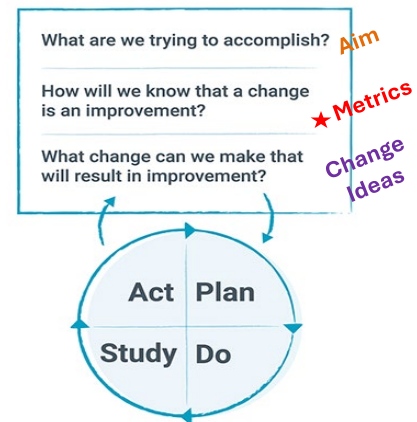 What are we trying to accomplish?
Aim
How will we know that a change
is an improvement?
★ Metrics
What change can we make that
will result in improvement?
Change
Ideas
Act Plan
Study Do